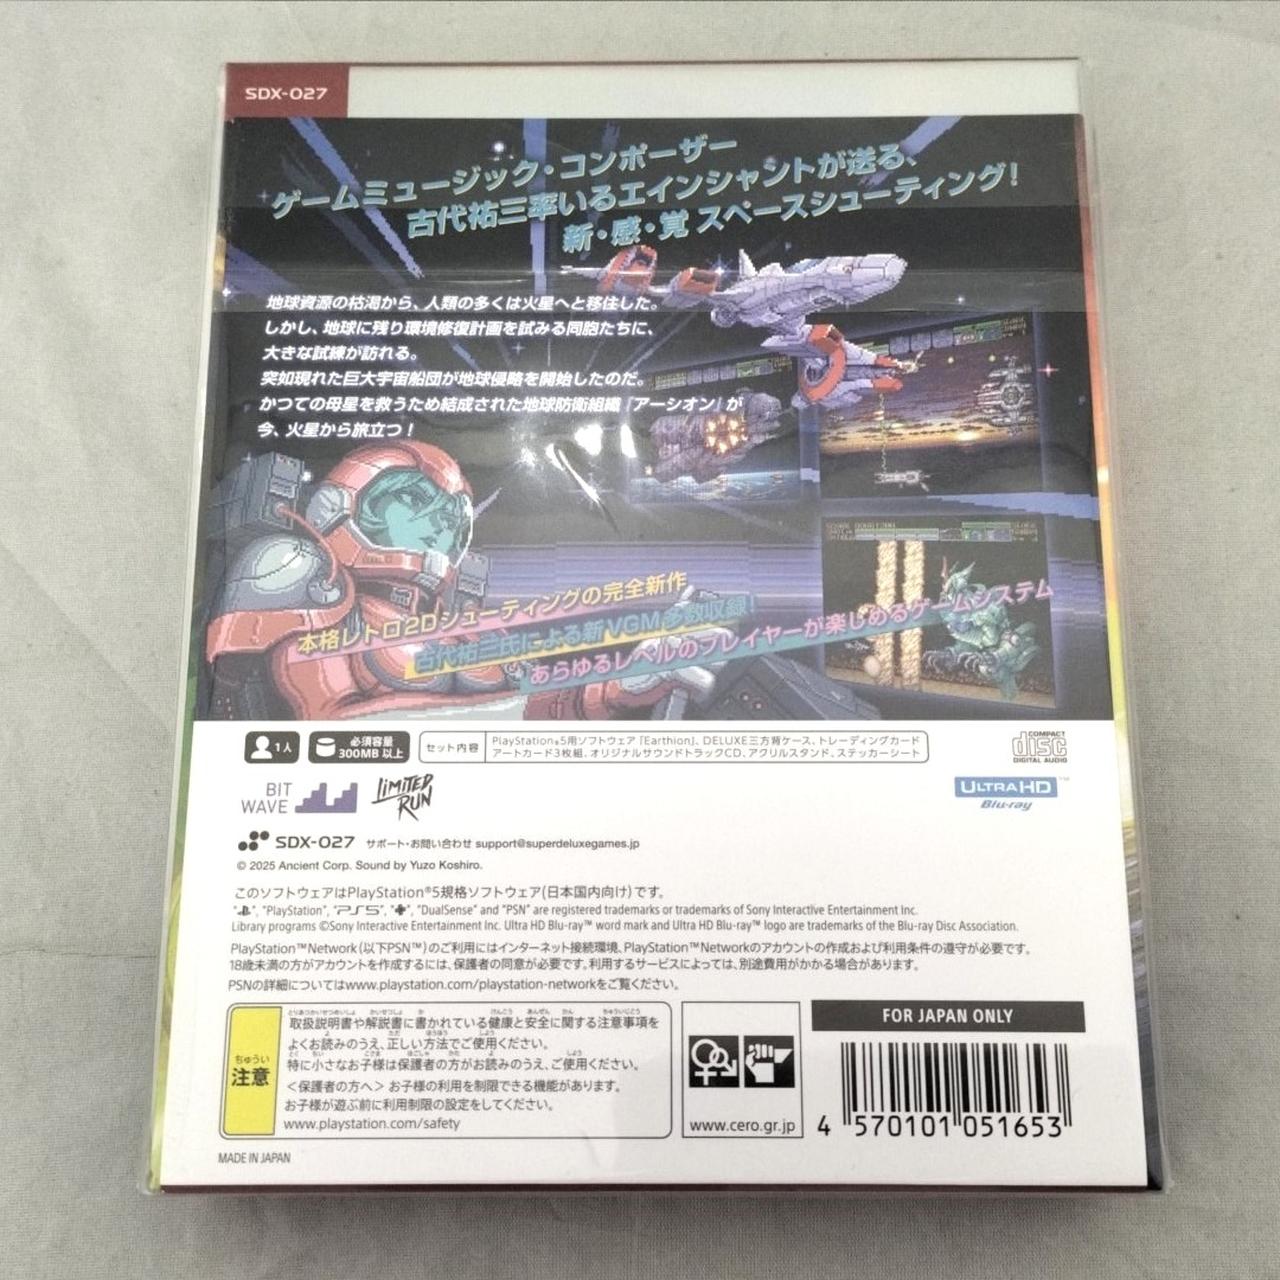 SDX-027
ゲームミュージック・コンポーザー
古代祐三率いるエインシャントが送る、
新・感・覚 スペースシューティング!
地球資源の枯渇から、人類の多くは火星へと移住した。
しかし、地球に残り環境修復計画を試みる同胞たちに、
大きな試練が訪れる。
突如現れた巨大宇宙船団が地球侵略を開始したのだ。
かつての母星を救うため結成された地球防衛組織『アーシオン』が
今、火星から旅立つ!
本格レトロ2Dシューティングの完全新作
古代祐三氏による新VGM多数収録!
あらゆるレベルのプレイヤーが楽しめるゲームシステム
1人
必須容量
300MB 以上
セット内容
PlayStation®5用ソフトウェア「Earthion」、DELUXE三方背ケース、トレーディングカード
アートカード3枚組、オリジナルサウンドトラックCD、アクリルスタンド、ステッカーシート
COMPACT
disc
DIGITAL AUDIO
BIT
WAVE
LIMITED
RUN
ULTRA HD
Blu-ray™
SDX-027 サポート・お問い合わせ support@superdeluxegames.jp
© 2025 Ancient Corp. Sound by Yuzo Koshiro.
このソフトウェアはPlayStation®5規格ソフトウェア(日本国内向け)です。
"", "PlayStation", "PS5", "", "DualSense" and "PSN" are registered trademarks or trademarks of Sony Interactive Entertainment Inc.
Library programs ©Sony Interactive Entertainment Inc. Ultra HD Blu-ray™ word mark and Ultra HD Blu-ray™ logo are trademarks of the Blu-ray Disc Association.
PlayStation™Network(以下PSN™)のご利用にはインターネット接続環境、PlayStation™Networkのアカウントの作成および利用条件の遵守が必要です。
18歳未満の方がアカウントを作成するには、保護者の同意が必要です。利用するサービスによっては、別途費用がかかる場合があります。
PSNの詳細についてはwww.playstation.com/playstation-networkをご覧ください。
ちゅうい
注意
取扱説明書や解説書に書かれている健康と安全に関する注意事項を
よくお読みのうえ、正しい方法でご使用ください。
特に小さなお子様は保護者の方がお読みのうえ、ご使用ください。
<保護者の方へ> お子様の利用を制限できる機能があります。
お子様が遊ぶ前に利用制限の設定をしてください。
www.playstation.com/safety
www.cero.gr.jp
FOR JAPAN ONLY
4 570101 051653
MADE IN JAPAN